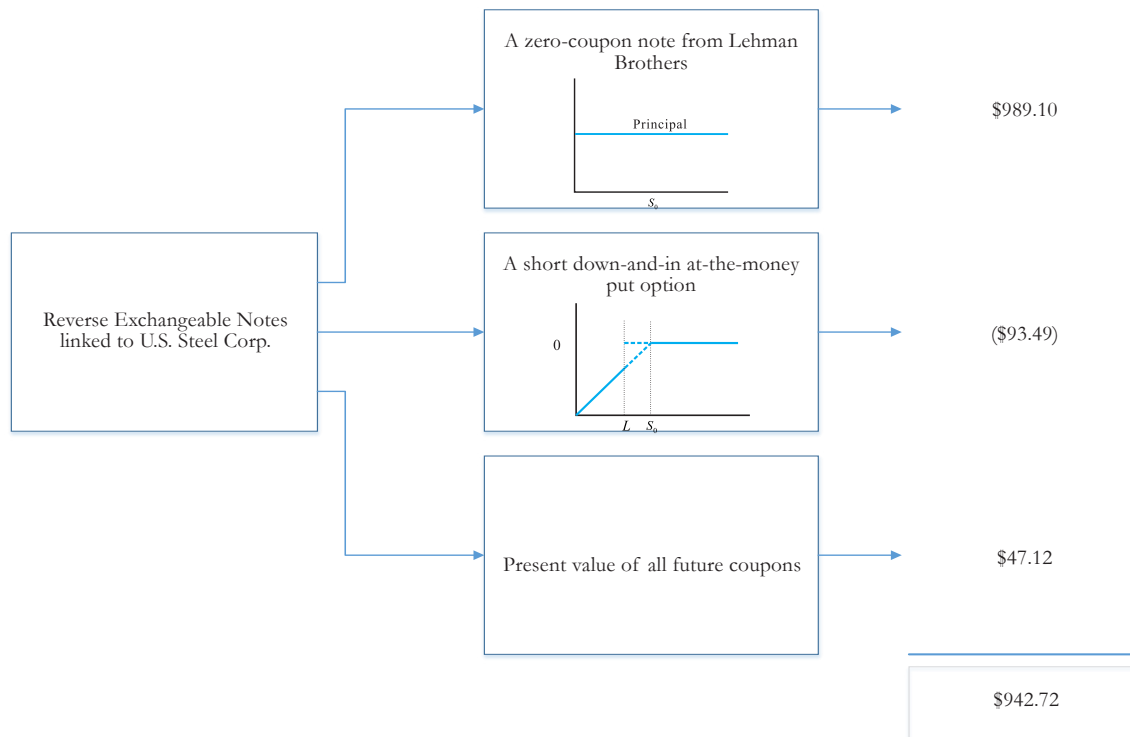 A zero-coupon note from Lehman
Brothers
Principal
S₀
$989.10
Reverse Exchangeable Notes
linked to U.S. Steel Corp.
A short down-and-in at-the-money
put option
0
L S₀
($93.49)
Present value of all future coupons
$47.12
$942.72